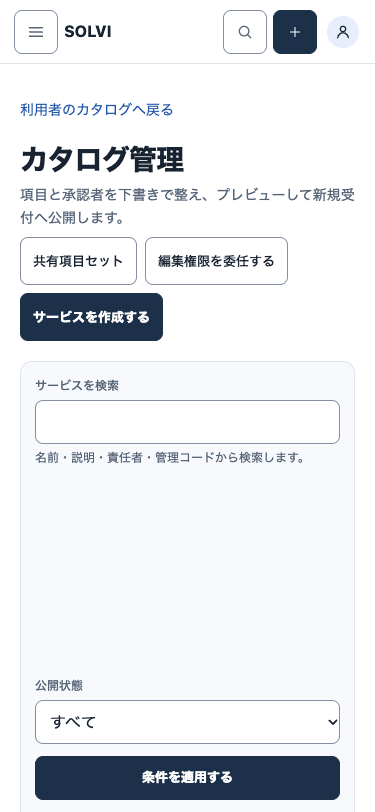 SOLVI
利用者のカタログへ戻る
カタログ管理
項目と承認者を下書きで整え、プレビューして新規受
付へ公開します。
共有項目セット
編集権限を委任する
サービスを作成する
サービスを検索
名前・説明・責任者・管理コードから検索します。
公開状態
すべて
条件を適用する